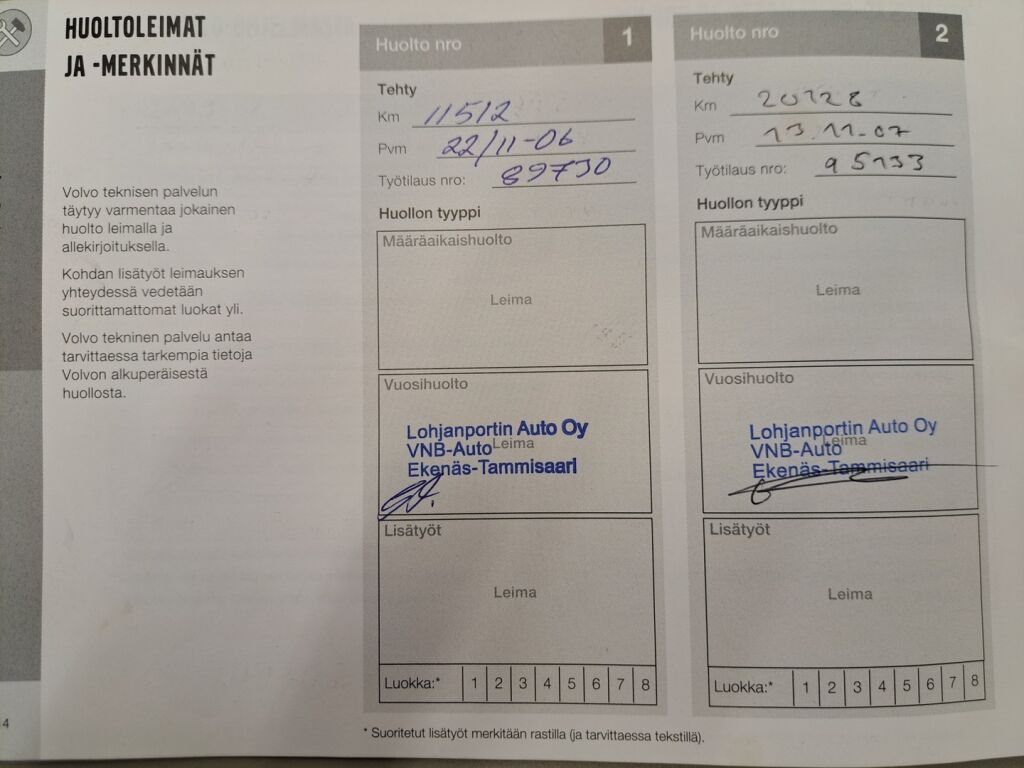 HUOLTOLEIMAT
JA -MERKINNÄT
Volvo teknisen palvelun
täytyy varmentaa jokainen
huolto leimalla ja
allekirjoituksella.
Kohdan lisätyöt leimauksen
yhteydessä vedetään
suorittamattomat luokat yli.
Volvo tekninen palvelu antaa
tarvittaessa tarkempia tietoja
Volvon alkuperäisestä
huollosta.
4
Huolto nro 1
Tehty
Km 11512
Pvm 22/11-06
Työtilaus nro: 89730
Huollon tyyppi
Määräaikaishuolto
Leima
Vuosihuolto
Lohjanportin Auto Oy
VNB-Auto Leima
Ekenäs-Tammisaari
Lisätyöt
Leima
Luokka:* 1 2 3 4 5 6 7 8
Huolto nro 2
Tehty
Km 20128
Pvm 13.11-07
Työtilaus nro: 95133
Huollon tyyppi
Määräaikaishuolto
Leima
Vuosihuolto
Lohjanportin Auto Oy
VNB-Auto Leima
Ekenäs-Tammisaari
Lisätyöt
Leima
Luokka:* 1 2 3 4 5 6 7 8
* Suoritetut lisätyöt merkitään rastilla (ja tarvittaessa tekstillä).